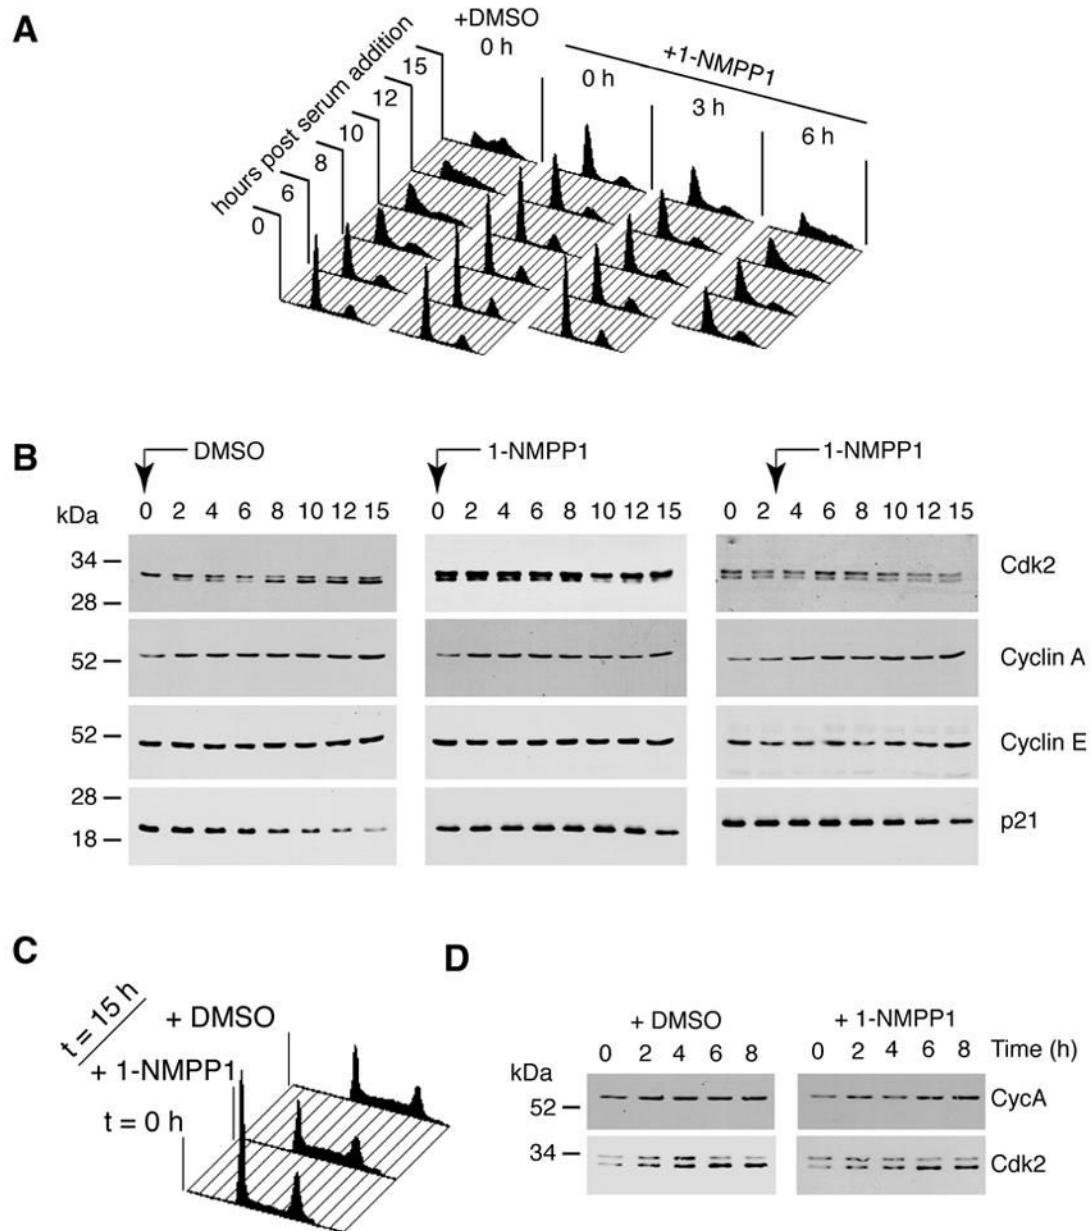 A
+DMSO
0 h
+1-NMPP1
0 h
3 h
6 h
hours post serum addition
15
12
10
8
6
0
B
DMSO
1-NMPP1
1-NMPP1
kDa
0 2 4 6 8 10 12 15
0 2 4 6 8 10 12 15
0 2 4 6 8 10 12 15
34
28
Cdk2
52
Cyclin A
52
Cyclin E
28
18
p21
C
t = 15 h
+ DMSO
+ 1-NMPP1
t = 0 h
D
+ DMSO
+ 1-NMPP1
0 2 4 6 8
0 2 4 6 8
Time (h)
kDa
52
CycA
34
Cdk2